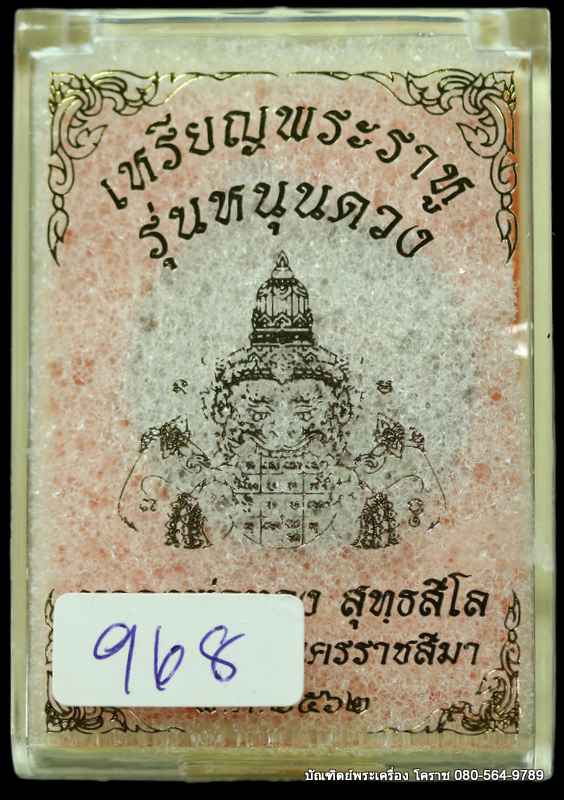 เหรียญพระราหู
รุ่นหนุนดวง
สุทฺธสีโล
นครราชสีมา
๒๕๖๒
968
บัณฑิตย์พระเครื่อง โคราช 080-564-9789